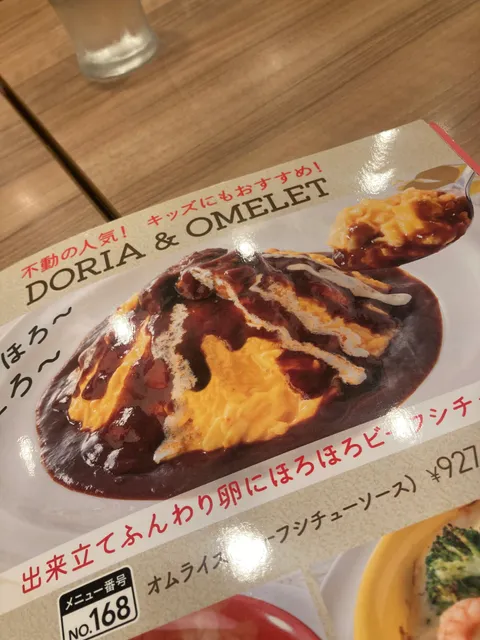 不動の人気! キッズにもおすすめ!
DORIA & OMELET
ほろ〜
ろ〜
出来立てふんわり卵にほろほろビーフシチ
オムライス フシチューソース) ¥927
メニュー番号
NO.168